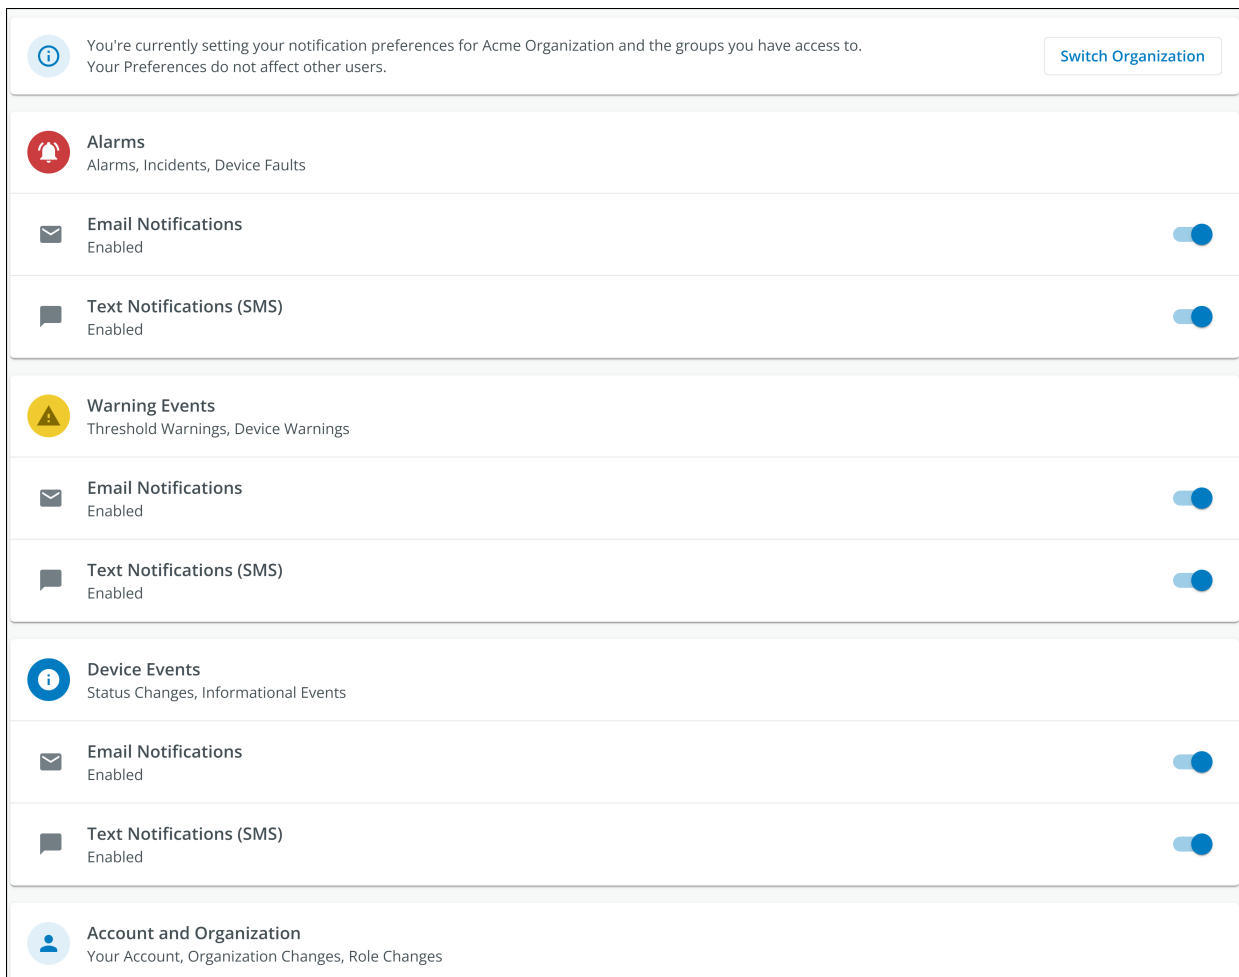 You're currently setting your notification preferences for Acme Organization and the groups you have access to.
Your Preferences do not affect other users.
Switch Organization
Alarms
Alarms, Incidents, Device Faults
Email Notifications
Enabled
Text Notifications (SMS)
Enabled
Warning Events
Threshold Warnings, Device Warnings
Email Notifications
Enabled
Text Notifications (SMS)
Enabled
Device Events
Status Changes, Informational Events
Email Notifications
Enabled
Text Notifications (SMS)
Enabled
Account and Organization
Your Account, Organization Changes, Role Changes